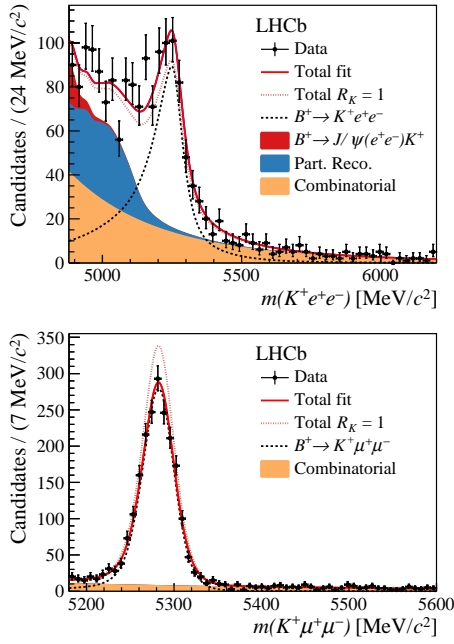 LHCb
Data
Total fit
Total R_K = 1
B⁺→ K⁺e⁺e⁻
B⁺→ J/ψ(e⁺e⁻)K⁺
Part. Reco.
Combinatorial
Candidates / (24 MeV/c²)
100
80
60
40
20
0
5000 5500 6000
m(K⁺e⁺e⁻) [MeV/c²]
LHCb
Data
Total fit
Total R_K = 1
B⁺→ K⁺μ⁺μ⁻
Combinatorial
Candidates / (7 MeV/c²)
350
300
250
200
150
100
50
0
5200 5300 5400 5500 5600
m(K⁺μ⁺μ⁻) [MeV/c²]